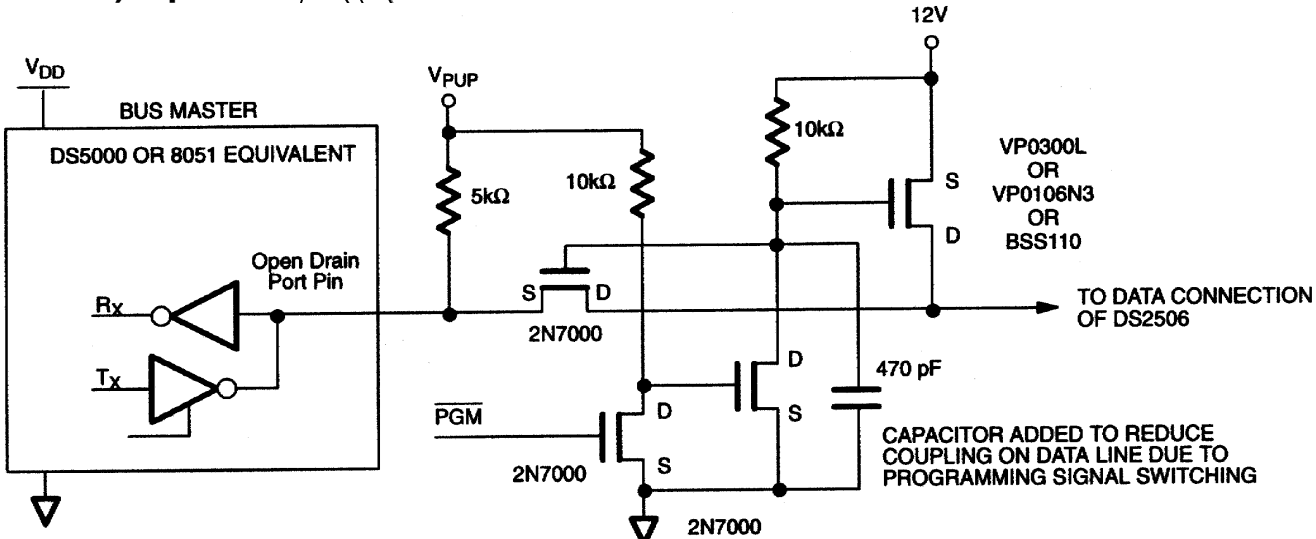 12V
VDD
VPUP
BUS MASTER
DS5000 OR 8051 EQUIVALENT
5kΩ
10kΩ
10kΩ
VP0300L
OR
VP0106N3
OR
BSS110
S
D
Open Drain
Port Pin
RX
TX
S
D
2N7000
TO DATA CONNECTION
OF DS2506
D
S
470 pF
PGM
D
S
2N7000
CAPACITOR ADDED TO REDUCE
COUPLING ON DATA LINE DUE TO
PROGRAMMING SIGNAL SWITCHING
2N7000